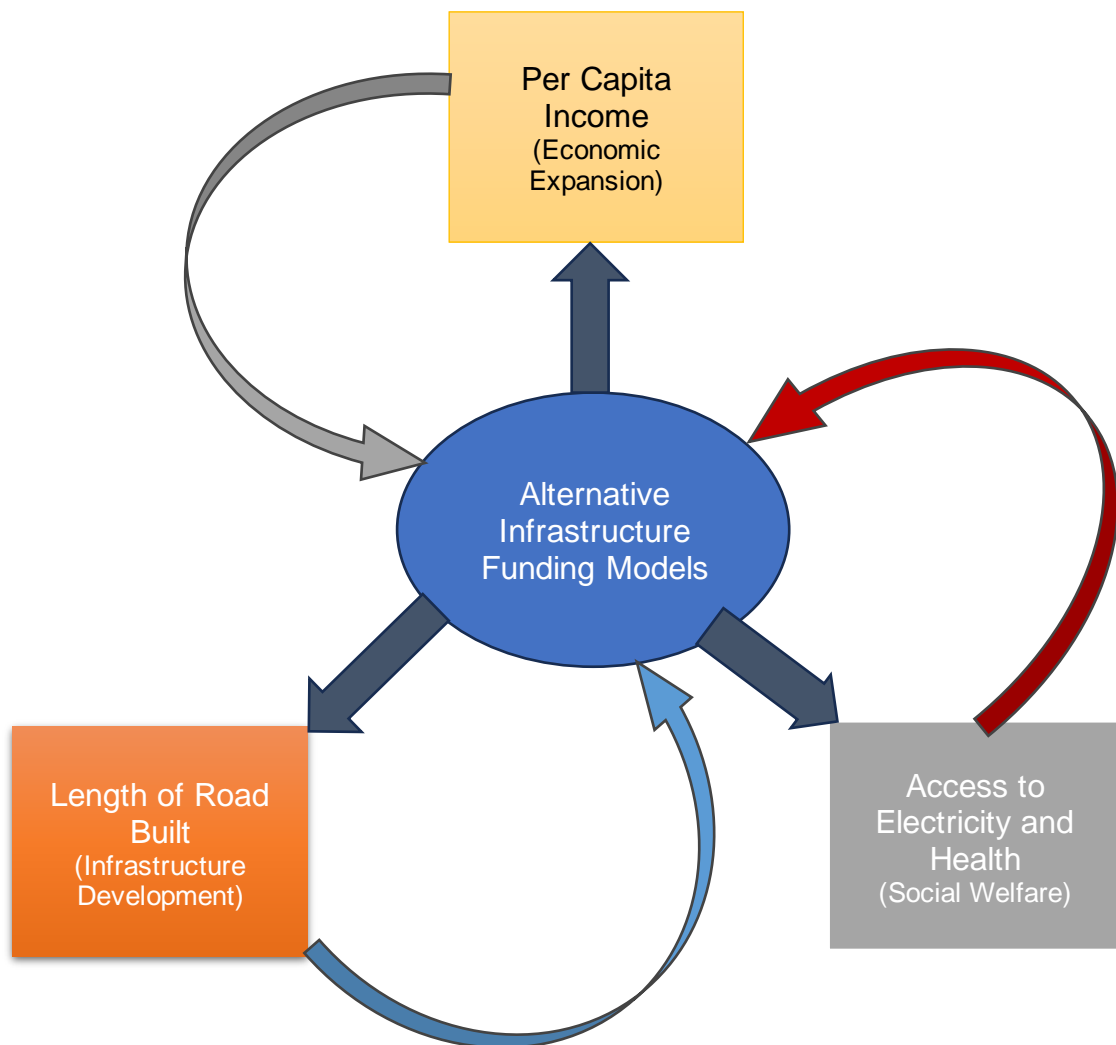 Per Capita
Income
(Economic
Expansion)
Alternative
Infrastructure
Funding Models
Length of Road
Built
(Infrastructure
Development)
Access to
Electricity and
Health
(Social Welfare)